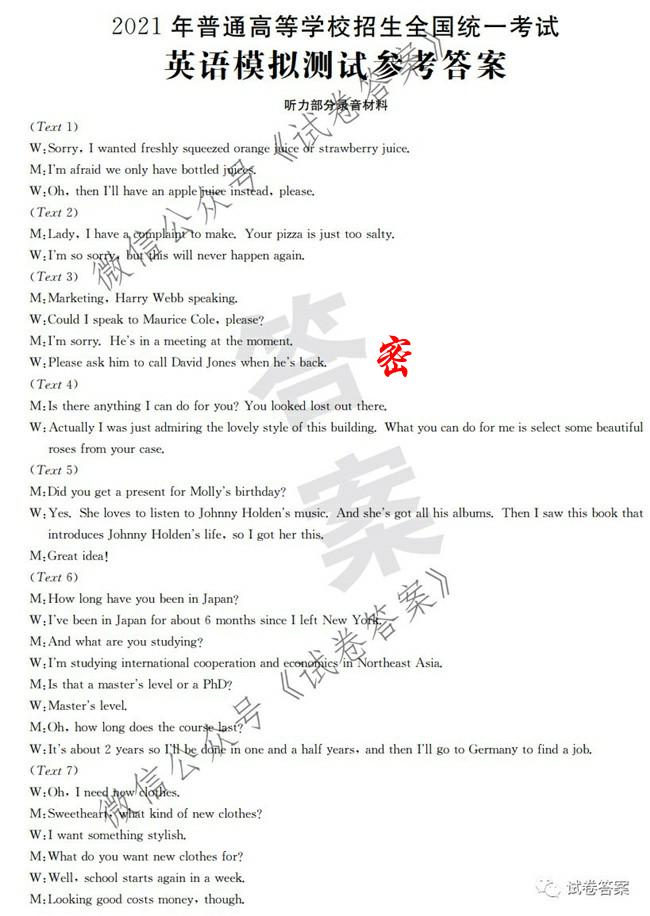 2021年普通高等学校招生全国统一考试
英语模拟测试参考答案
听力部分录音材料
(Text 1)
W:Sorry, I wanted freshly squeezed orange juice or strawberry juice.
M:I'm afraid we only have bottled juices.
W:Oh, then I'll have an apple juice instead, please.
(Text 2)
M:Lady, I have a complaint to make. Your pizza is just too salty.
W:I'm so sorry, but this will never happen again.
(Text 3)
M:Marketing, Harry Webb speaking.
W:Could I speak to Maurice Cole, please?
M:I'm sorry. He's in a meeting at the moment.
W:Please ask him to call David Jones when he's back.
密
(Text 4)
M:Is there anything I can do for you? You looked lost out there.
W:Actually I was just admiring the lovely style of this building. What you can do for me is select some beautiful
roses from your case.
(Text 5)
M:Did you get a present for Molly's birthday?
W:Yes. She loves to listen to Johnny Holden's music. And she's got all his albums. Then I saw this book that
introduces Johnny Holden's life, so I got her this.
M:Great idea!
(Text 6)
M:How long have you been in Japan?
W:I've been in Japan for about 6 months since I left New York.
M:And what are you studying?
W:I'm studying international cooperation and economics in Northeast Asia.
M:Is that a master's level or a PhD?
W:Master's level.
M:Oh, how long does the course last?
W:It's about 2 years so I'll be done in one and a half years, and then I'll go to Germany to find a job.
(Text 7)
W:Oh, I need new clothes.
M:Sweetheart, what kind of new clothes?
W:I want something stylish.
M:What do you want new clothes for?
W:Well, school starts again in a week.
M:Looking good costs money, though.
微信公众号《试卷答案》
答案
微信公众号《试卷答案》
试卷答案